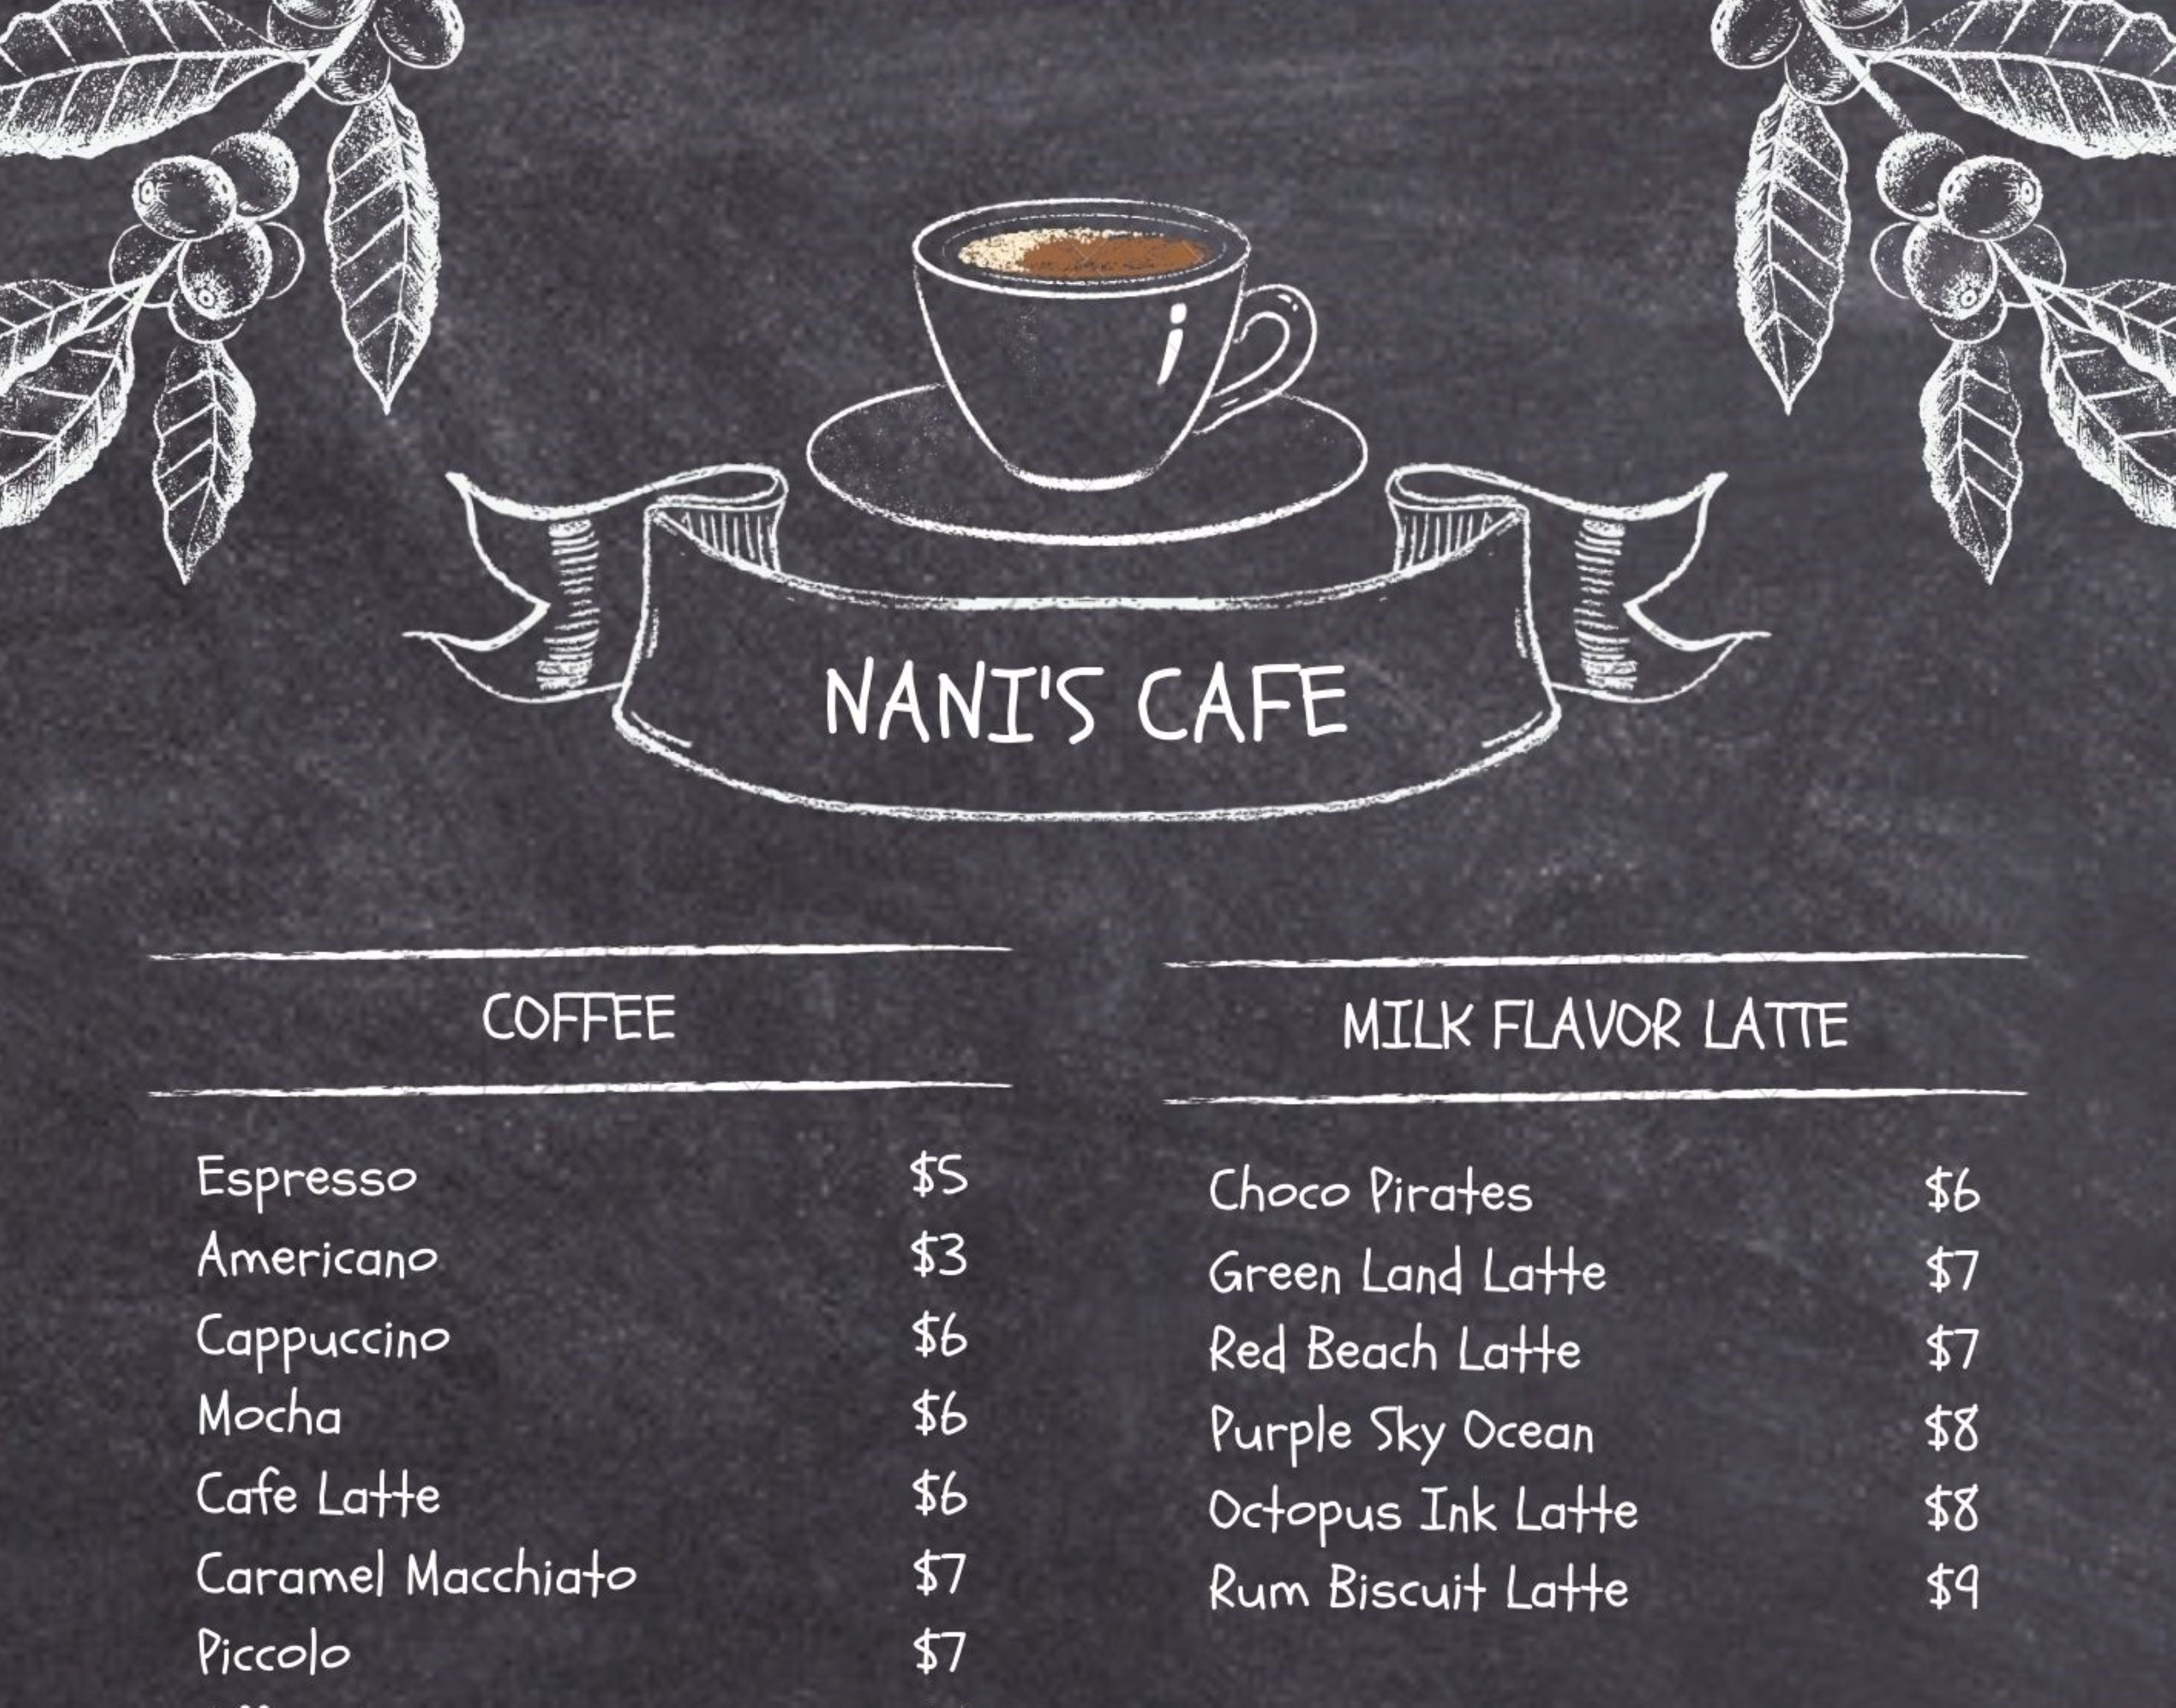 NANI'S CAFE
COFFEE
Espresso $5
Americano $3
Cappuccino $6
Mocha $6
Cafe Latte $6
Caramel Macchiato $7
Piccolo $7
MILK FLAVOR LATTE
Choco Pirates $6
Green Land Latte $7
Red Beach Latte $7
Purple Sky Ocean $8
Octopus Ink Latte $8
Rum Biscuit Latte $9